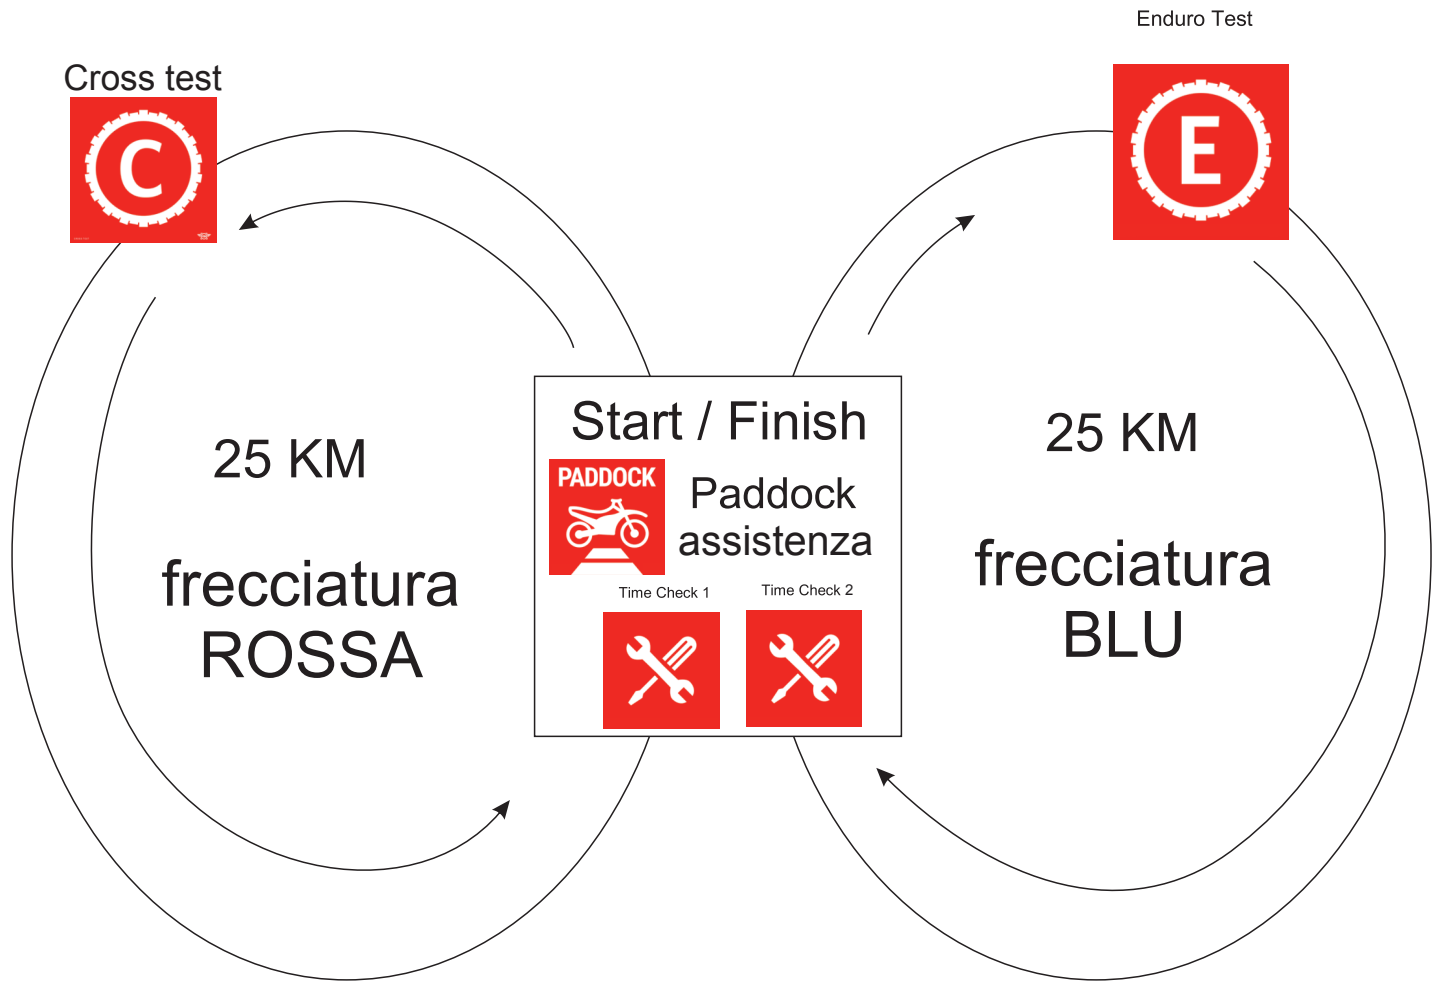 Enduro Test
Cross test
C
E
25 KM
frecciatura
ROSSA
Start / Finish
PADDOCK
Paddock
assistenza
Time Check 1
Time Check 2
25 KM
frecciatura
BLU